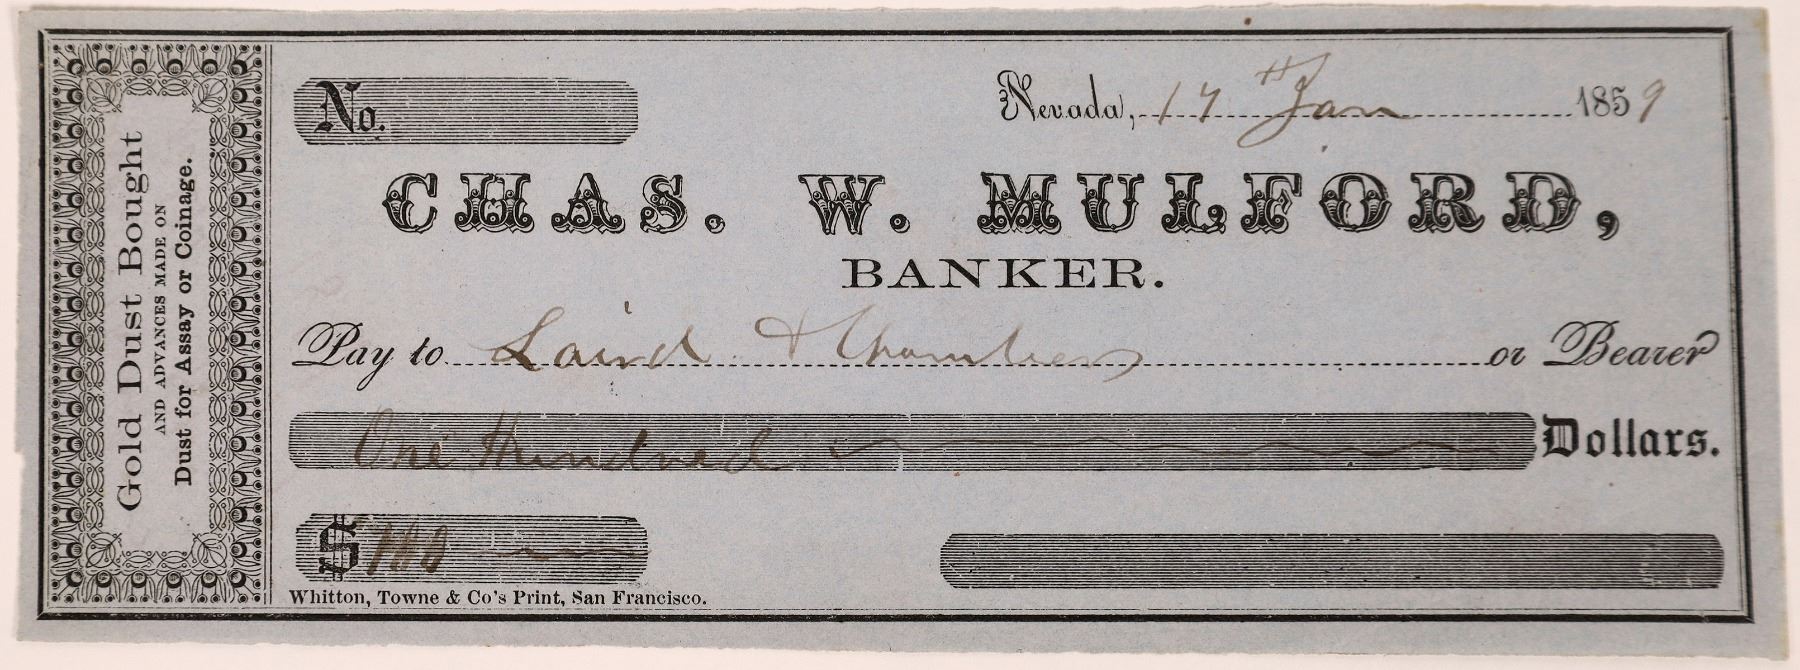 Gold Dust Bought
AND ADVANCES MADE ON
Dust for Assay or Coinage.
No.
Nevada, 17th Jan 1859
CHAS. W. MULFORD,
BANKER.
Pay to Laird & Chambers or Bearer
One Hundred Dollars.
$ 100
Whitton, Towne & Co's Print, San Francisco.